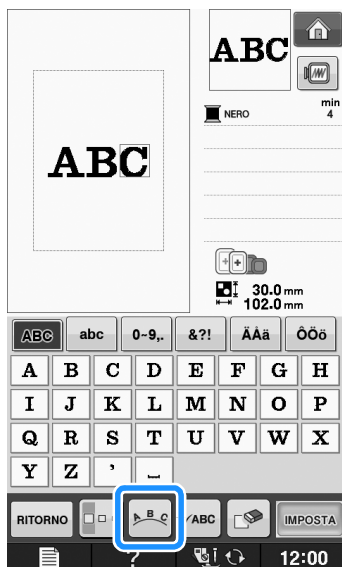 ABC
min
NERO 4
ABC
30.0 mm
102.0 mm
ABC abc 0~9,. &?! ÄÅä ÔÖö
A B C D E F G H
I J K L M N O P
Q R S T U V W X
Y Z ’ _
RITORNO A B C ABC IMPOSTA
? 12:00